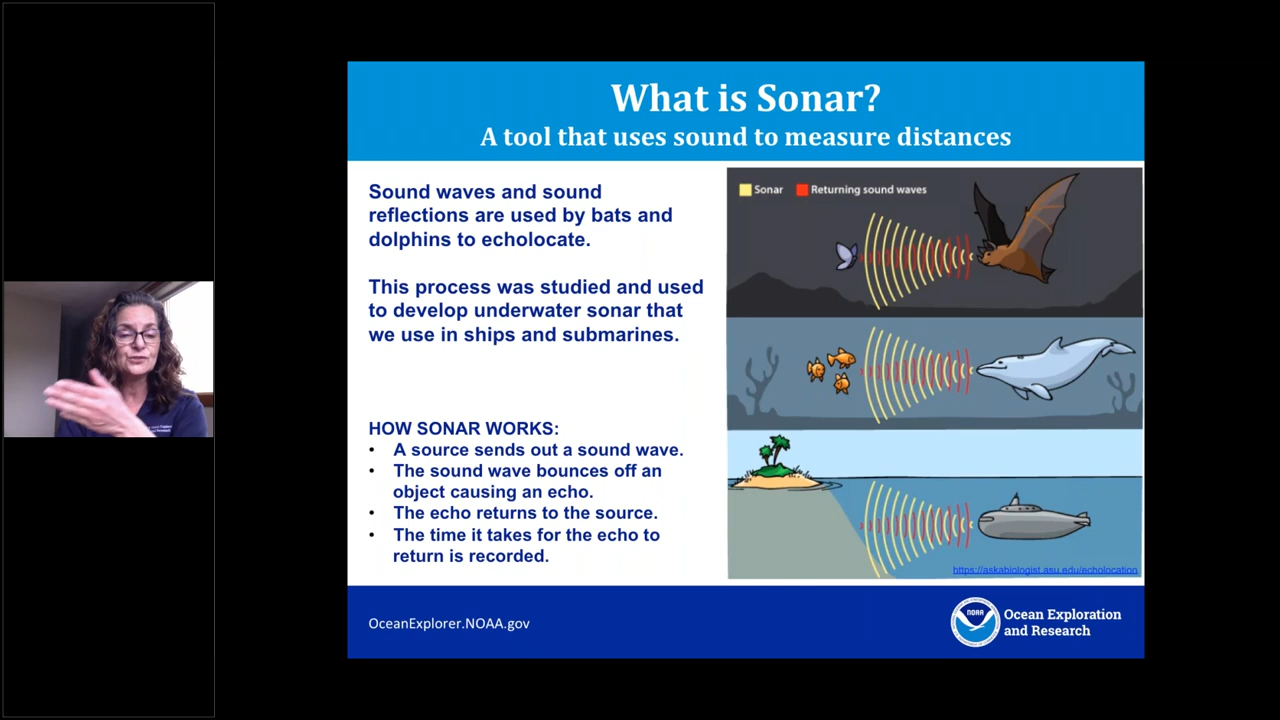 What is Sonar?
A tool that uses sound to measure distances
Sound waves and sound
reflections are used by bats and
dolphins to echolocate.
This process was studied and used
to develop underwater sonar that
we use in ships and submarines.
HOW SONAR WORKS:
• A source sends out a sound wave.
• The sound wave bounces off an
object causing an echo.
• The echo returns to the source.
• The time it takes for the echo to
return is recorded.
Sonar
Returning sound waves
https://askabiologist.asu.edu/echolocation
OceanExplorer.NOAA.gov
NOAA
Ocean Exploration
and Research